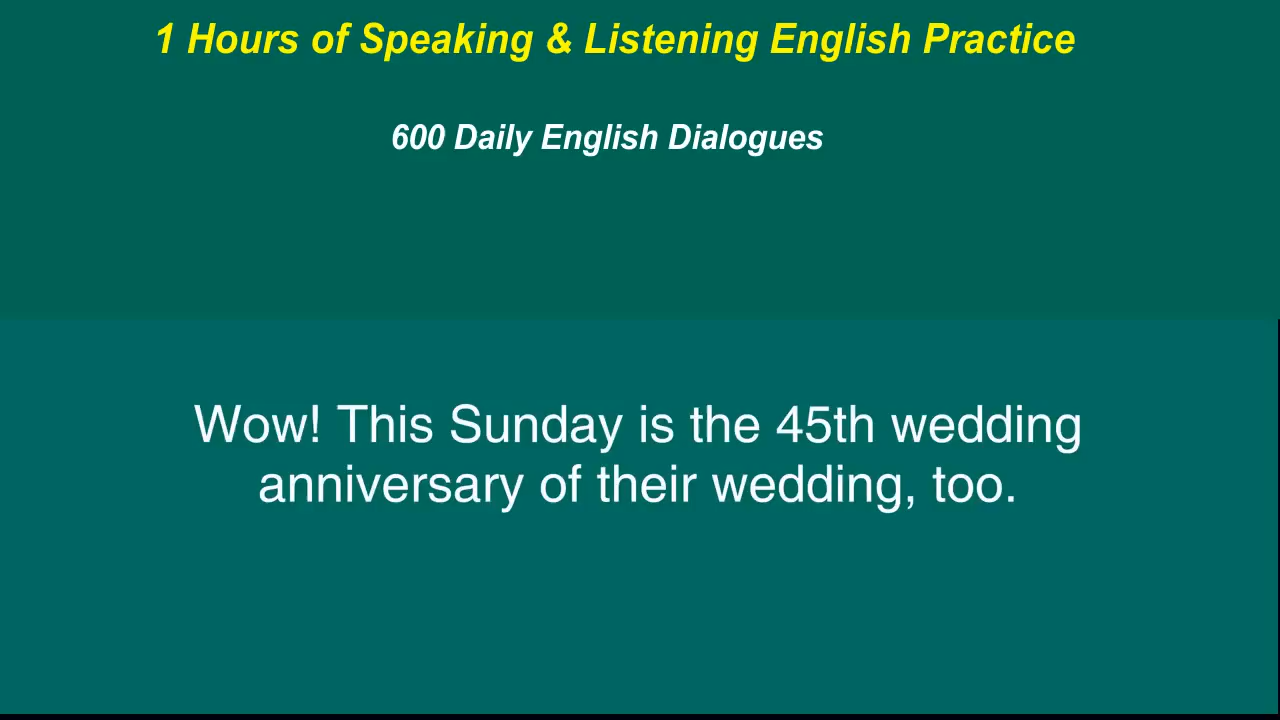 1 Hours of Speaking & Listening English Practice
600 Daily English Dialogues
Wow! This Sunday is the 45th wedding
anniversary of their wedding, too.